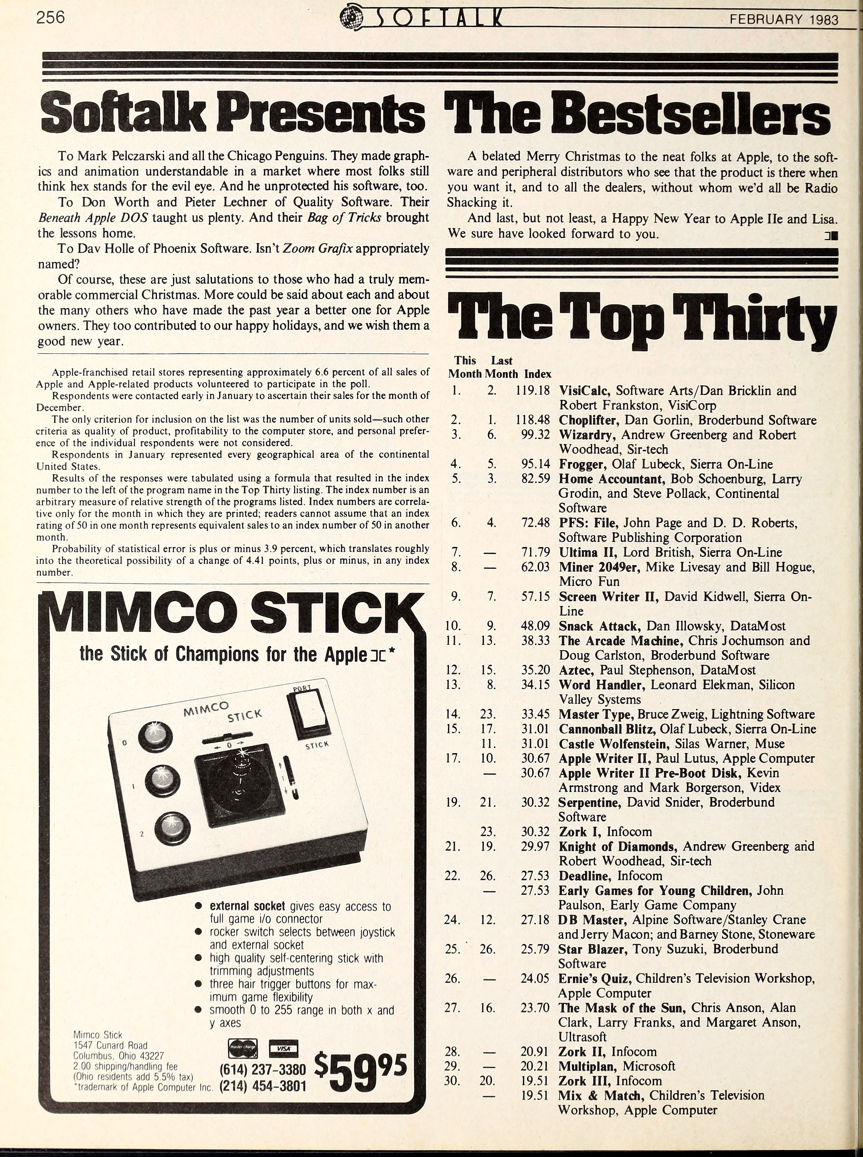 256
SOFTALK
FEBRUARY 1983
Softalk Presents The Bestsellers
To Mark Pelczarski and all the Chicago Penguins. They made graph-
ics and animation understandable in a market where most folks still
think hex stands for the evil eye. And he unprotected his software, too.
To Don Worth and Pieter Lechner of Quality Software. Their
Beneath Apple DOS taught us plenty. And their Bag of Tricks brought
the lessons home.
To Dav Holle of Phoenix Software. Isn't Zoom Grafix appropriately
named?
Of course, these are just salutations to those who had a truly mem-
orable commercial Christmas. More could be said about each and about
the many others who have made the past year a better one for Apple
owners. They too contributed to our happy holidays, and we wish them a
good new year.
Apple-franchised retail stores representing approximately 6.6 percent of all sales of
Apple and Apple-related products volunteered to participate in the poll.
Respondents were contacted early in January to ascertain their sales for the month of
December.
The only criterion for inclusion on the list was the number of units sold—such other
criteria as quality of product, profitability to the computer store, and personal prefer-
ence of the individual respondents were not considered.
Respondents in January represented every geographical area of the continental
United States.
Results of the responses were tabulated using a formula that resulted in the index
number to the left of the program name in the Top Thirty listing. The index number is an
arbitrary measure of relative strength of the programs listed. Index numbers are correla-
tive only for the month in which they are printed; readers cannot assume that an index
rating of 50 in one month represents equivalent sales to an index number of 50 in another
month.
Probability of statistical error is plus or minus 3.9 percent, which translates roughly
into the theoretical possibility of a change of 4.41 points, plus or minus, in any index
number.
MIMCO STICK
the Stick of Champions for the Apple ][*
MIMCO
STICK
PORT
STICK
0
1
2
← 0 →
● external socket gives easy access to
full game i/o connector
● rocker switch selects between joystick
and external socket
● high quality self-centering stick with
trimming adjustments
● three hair trigger buttons for max-
imum game flexibility
● smooth 0 to 255 range in both x and
y axes
Mimco Stick
1547 Cunard Road
Columbus, Ohio 43227
2.00 shipping/handling fee
(Ohio residents add 5.5% tax)
*trademark of Apple Computer Inc.
master charge
VISA
(614) 237-3380
(214) 454-3801
$59.95
A belated Merry Christmas to the neat folks at Apple, to the soft-
ware and peripheral distributors who see that the product is there when
you want it, and to all the dealers, without whom we'd all be Radio
Shacking it.
And last, but not least, a Happy New Year to Apple IIe and Lisa.
We sure have looked forward to you.
The Top Thirty
This Last
Month Month Index
1. 2. 119.18 VisiCalc, Software Arts/Dan Bricklin and
Robert Frankston, VisiCorp
2. 1. 118.48 Choplifter, Dan Gorlin, Broderbund Software
3. 6. 99.32 Wizardry, Andrew Greenberg and Robert
Woodhead, Sir-tech
4. 5. 95.14 Frogger, Olaf Lubeck, Sierra On-Line
5. 3. 82.59 Home Accountant, Bob Schoenburg, Larry
Grodin, and Steve Pollack, Continental
Software
6. 4. 72.48 PFS: File, John Page and D. D. Roberts,
Software Publishing Corporation
7. — 71.79 Ultima II, Lord British, Sierra On-Line
8. — 62.03 Miner 2049er, Mike Livesay and Bill Hogue,
Micro Fun
9. 7. 57.15 Screen Writer II, David Kidwell, Sierra On-
Line
10. 9. 48.09 Snack Attack, Dan Illowsky, DataMost
11. 13. 38.33 The Arcade Machine, Chris Jochumson and
Doug Carlston, Broderbund Software
12. 15. 35.20 Aztec, Paul Stephenson, DataMost
13. 8. 34.15 Word Handler, Leonard Elekman, Silicon
Valley Systems
14. 23. 33.45 Master Type, Bruce Zweig, Lightning Software
15. 17. 31.01 Cannonball Blitz, Olaf Lubeck, Sierra On-Line
11. 31.01 Castle Wolfenstein, Silas Warner, Muse
17. 10. 30.67 Apple Writer II, Paul Lutus, Apple Computer
— 30.67 Apple Writer II Pre-Boot Disk, Kevin
Armstrong and Mark Borgerson, Videx
19. 21. 30.32 Serpentine, David Snider, Broderbund
Software
23. 30.32 Zork I, Infocom
21. 19. 29.97 Knight of Diamonds, Andrew Greenberg and
Robert Woodhead, Sir-tech
22. 26. 27.53 Deadline, Infocom
— 27.53 Early Games for Young Children, John
Paulson, Early Game Company
24. 12. 27.18 DB Master, Alpine Software/Stanley Crane
and Jerry Macon; and Barney Stone, Stoneware
25. 26. 25.79 Star Blazer, Tony Suzuki, Broderbund
Software
26. — 24.05 Ernie's Quiz, Children's Television Workshop,
Apple Computer
27. 16. 23.70 The Mask of the Sun, Chris Anson, Alan
Clark, Larry Franks, and Margaret Anson,
Ultrasoft
28. — 20.91 Zork II, Infocom
29. — 20.21 Multiplan, Microsoft
30. 20. 19.51 Zork III, Infocom
— 19.51 Mix & Match, Children's Television
Workshop, Apple Computer